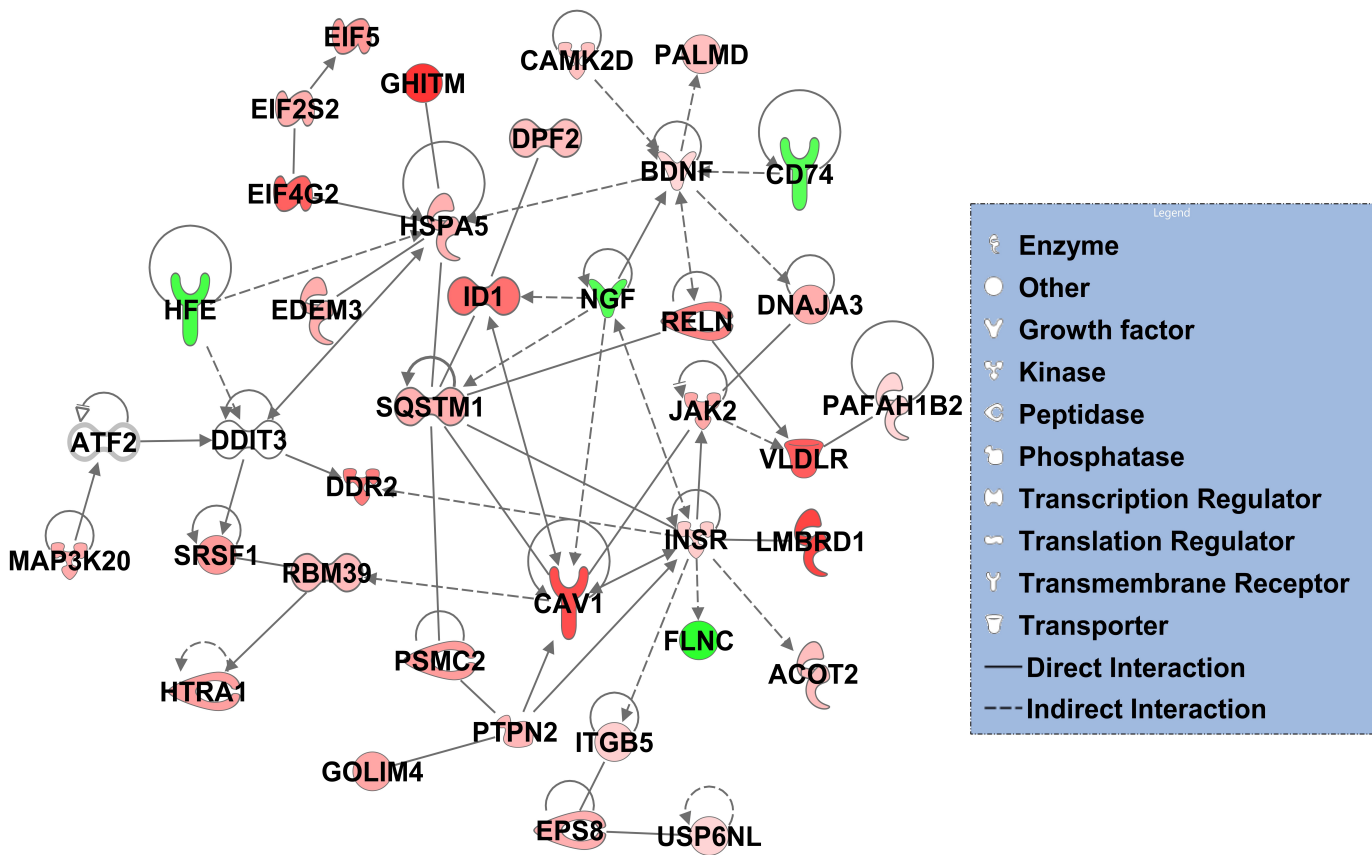 EIF5
CAMK2D
PALMD
GHITM
EIF2S2
DPF2
BDNF
CD74
EIF4G2
HSPA5
HFE
EDEM3
ID1
NGF
RELN
DNAJA3
SQSTM1
JAK2
PAFAH1B2
ATF2
DDIT3
VLDLR
DDR2
MAP3K20
SRSF1
RBM39
INSR
LMBRD1
CAV1
FLNC
PSMC2
ACOT2
HTRA1
PTPN2
ITGB5
GOLIM4
EPS8
USP6NL
Legend
Enzyme
Other
Growth factor
Kinase
Peptidase
Phosphatase
Transcription Regulator
Translation Regulator
Transmembrane Receptor
Transporter
Direct Interaction
Indirect Interaction